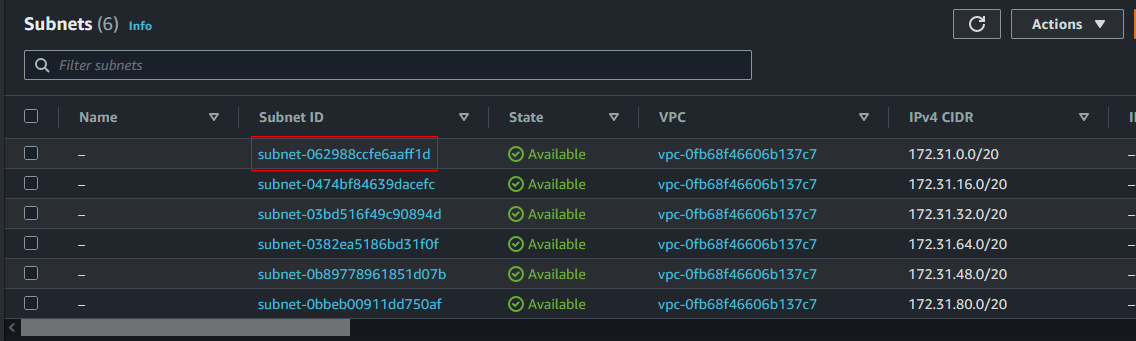 Subnets (6) Info
Actions
Filter subnets
Name Subnet ID State VPC IPv4 CIDR
– subnet-062988ccfe6aaff1d Available vpc-0fb68f46606b137c7 172.31.0.0/20 –
– subnet-0474bf84639dacefc Available vpc-0fb68f46606b137c7 172.31.16.0/20 –
– subnet-03bd516f49c90894d Available vpc-0fb68f46606b137c7 172.31.32.0/20 –
– subnet-0382ea5186bd31f0f Available vpc-0fb68f46606b137c7 172.31.64.0/20 –
– subnet-0b89778961851d07b Available vpc-0fb68f46606b137c7 172.31.48.0/20 –
– subnet-0bbeb00911dd750af Available vpc-0fb68f46606b137c7 172.31.80.0/20 –